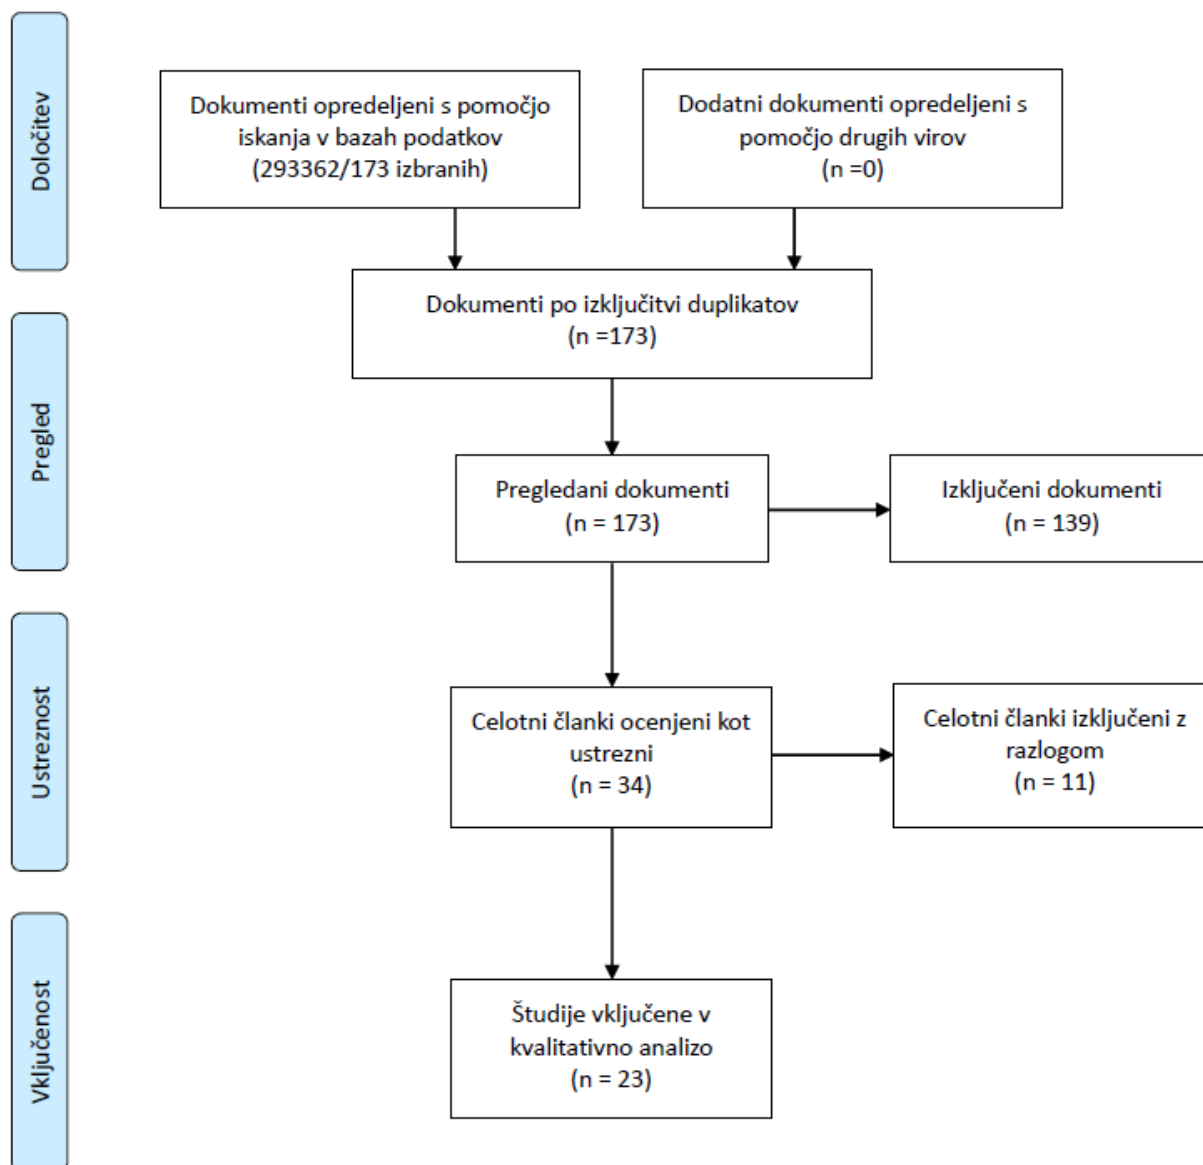 Določitev
Dokumenti opredeljeni s pomočjo
iskanja v bazah podatkov
(293362/173 izbranih)
Dodatni dokumenti opredeljeni s
pomočjo drugih virov
(n =0)
Dokumenti po izključitvi duplikatov
(n =173)
Pregled
Pregledani dokumenti
(n = 173)
Izključeni dokumenti
(n = 139)
Ustreznost
Celotni članki ocenjeni kot
ustrezni
(n = 34)
Celotni članki izključeni z
razlogom
(n = 11)
Vključenost
Študije vključene v
kvalitativno analizo
(n = 23)